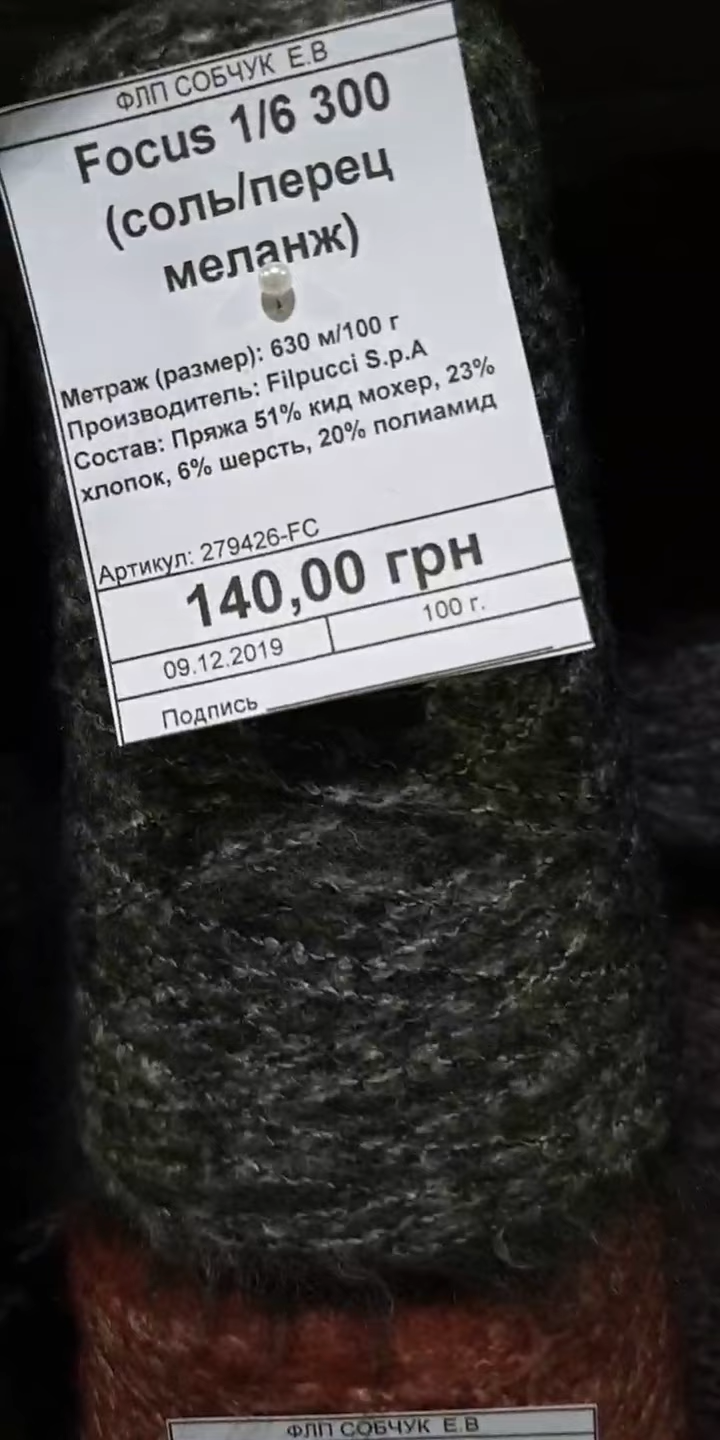 ФЛП СОБЧУК Е.В
Focus 1/6 300
(соль/перец
меланж)
Метраж (размер): 630 м/100 г
Производитель: Filpucci S.p.A
Состав: Пряжа 51% кид мохер, 23%
хлопок, 6% шерсть, 20% полиамид
Артикул: 279426-FC
140,00 грн
09.12.2019 100 г.
Подпись
ФЛП СОБЧУК Е.В